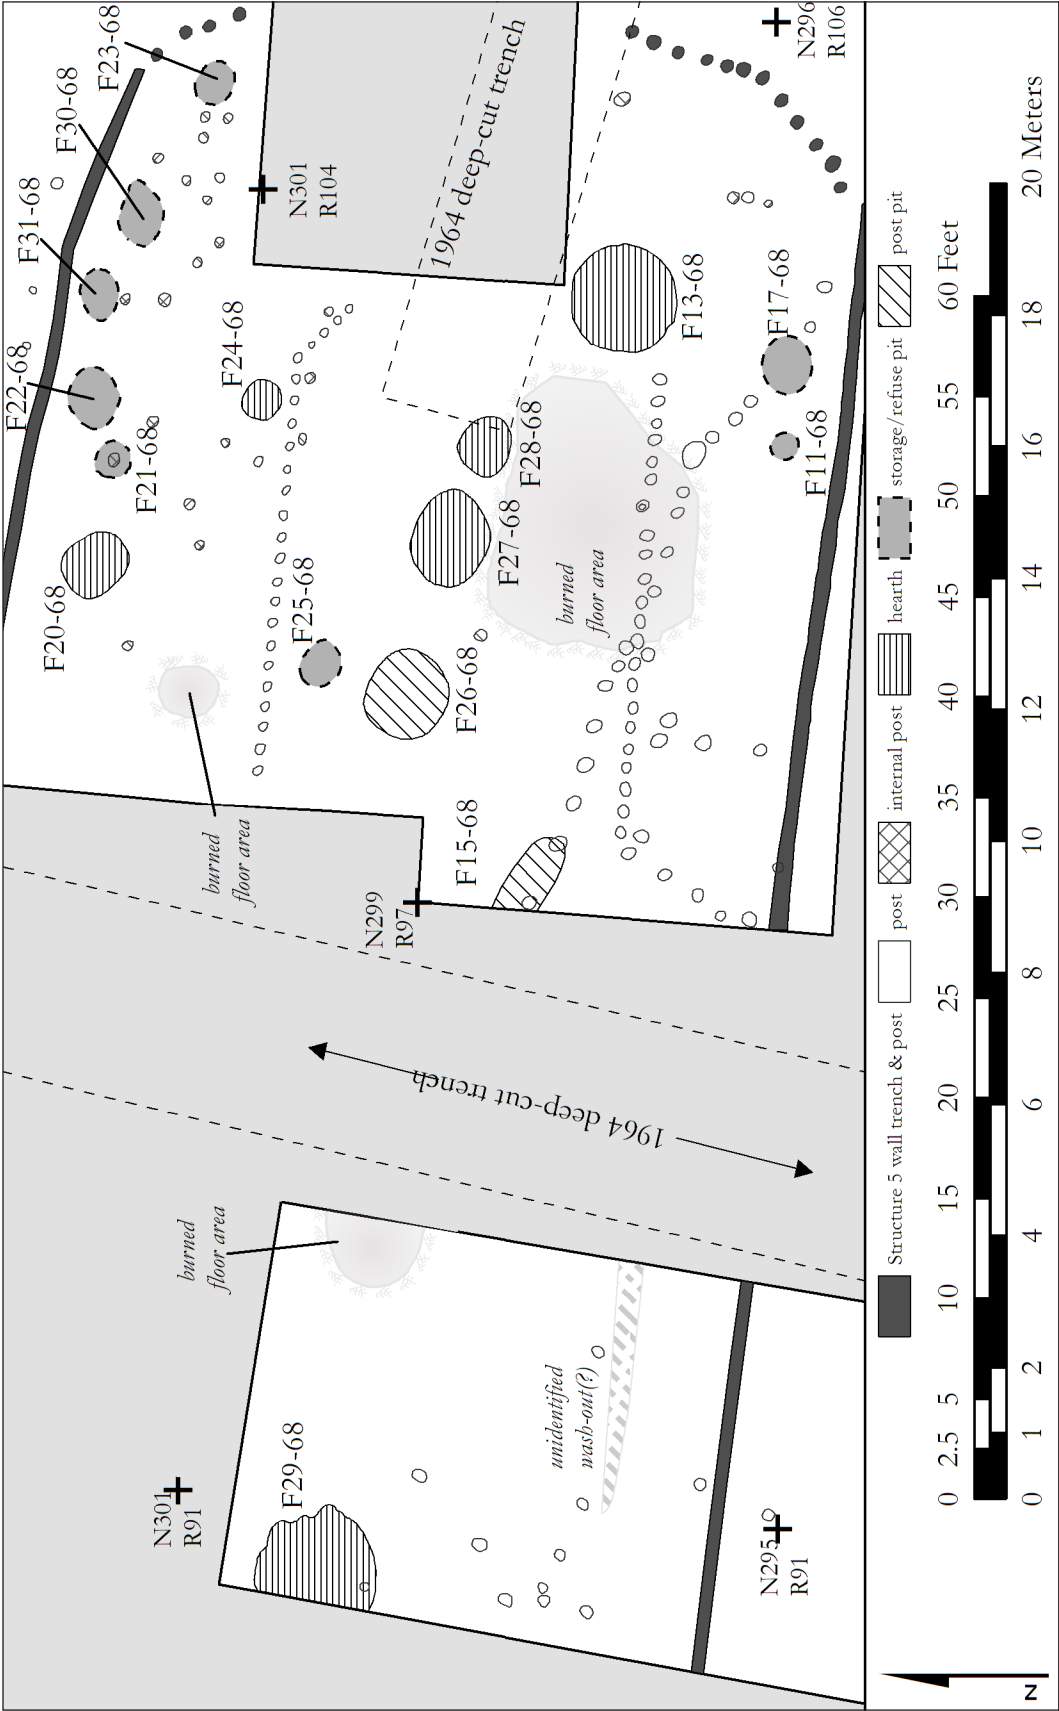 N301
R91
F29-68
burned
floor area
unidentified
wash-out(?)
N295
R91
1964 deep-cut trench
burned
floor area
N299
R97
F15-68
F20-68
F21-68
F22-68
F31-68
F30-68
F23-68
F24-68
F25-68
F26-68
F27-68
F28-68
burned
floor area
N301
R104
1964 deep-cut trench
F13-68
F17-68
F11-68
N296
R106
Structure 5 wall trench & post
post
internal post
hearth
storage/refuse pit
post pit
0 2.5 5 10 15 20 25 30 35 40 45 50 55 60 Feet
0 1 2 4 6 8 10 12 14 16 18 20 Meters
N